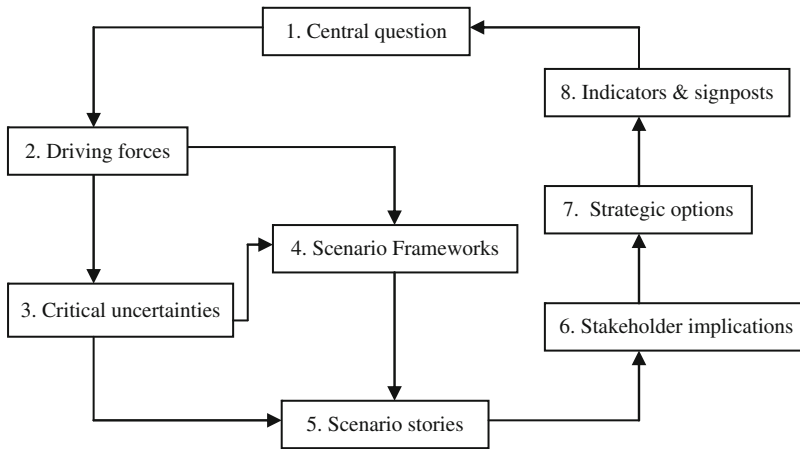 1. Central question
2. Driving forces
3. Critical uncertainties
4. Scenario Frameworks
5. Scenario stories
6. Stakeholder implications
7. Strategic options
8. Indicators & signposts